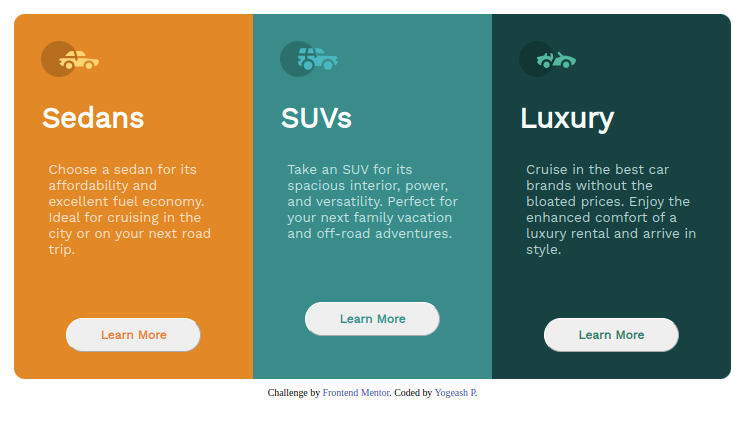 Sedans
Choose a sedan for its
affordability and
excellent fuel economy.
Ideal for cruising in the
city or on your next road
trip.
Learn More
SUVs
Take an SUV for its
spacious interior, power,
and versatility. Perfect for
your next family vacation
and off-road adventures.
Learn More
Luxury
Cruise in the best car
brands without the
bloated prices. Enjoy the
enhanced comfort of a
luxury rental and arrive in
style.
Learn More
Challenge by Frontend Mentor. Coded by Yogeash P.